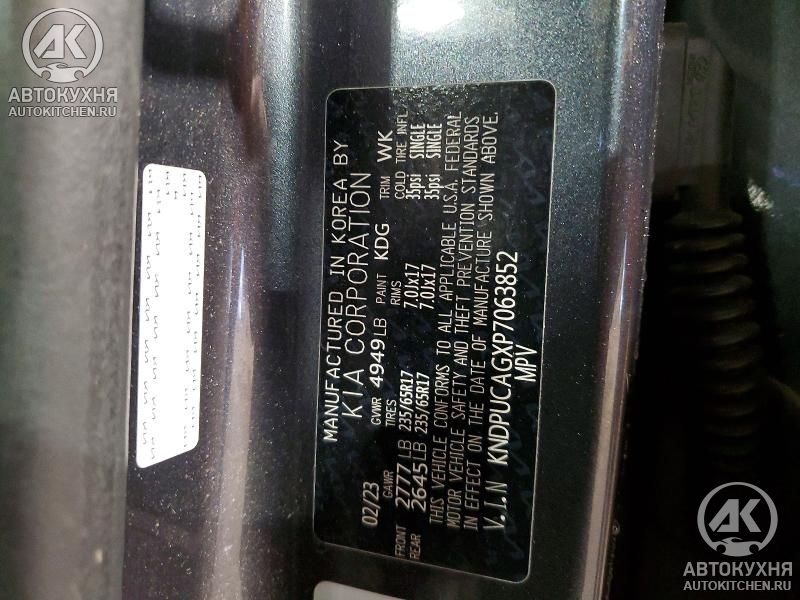 АК
АВТОКУХНЯ
AUTOKITCHEN.RU
MANUFACTURED IN KOREA BY
KIA CORPORATION
02/23 GVWR 4949 LB PAINT KDG TRIM WK
GAWR TIRES RIMS COLD TIRE INFL
FRONT 2777 LB 235/65R17 7.0Jx17 35psi SINGLE
REAR 2645 LB 235/65R17 7.0Jx17 35psi SINGLE
THIS VEHICLE CONFORMS TO ALL APPLICABLE U.S.A. FEDERAL
MOTOR VEHICLE SAFETY AND THEFT PREVENTION STANDARDS
IN EFFECT ON THE DATE OF MANUFACTURE SHOWN ABOVE.
V.I.N KNDPUCAGXP7063852
MPV
АК
АВТОКУХНЯ
AUTOKITCHEN.RU